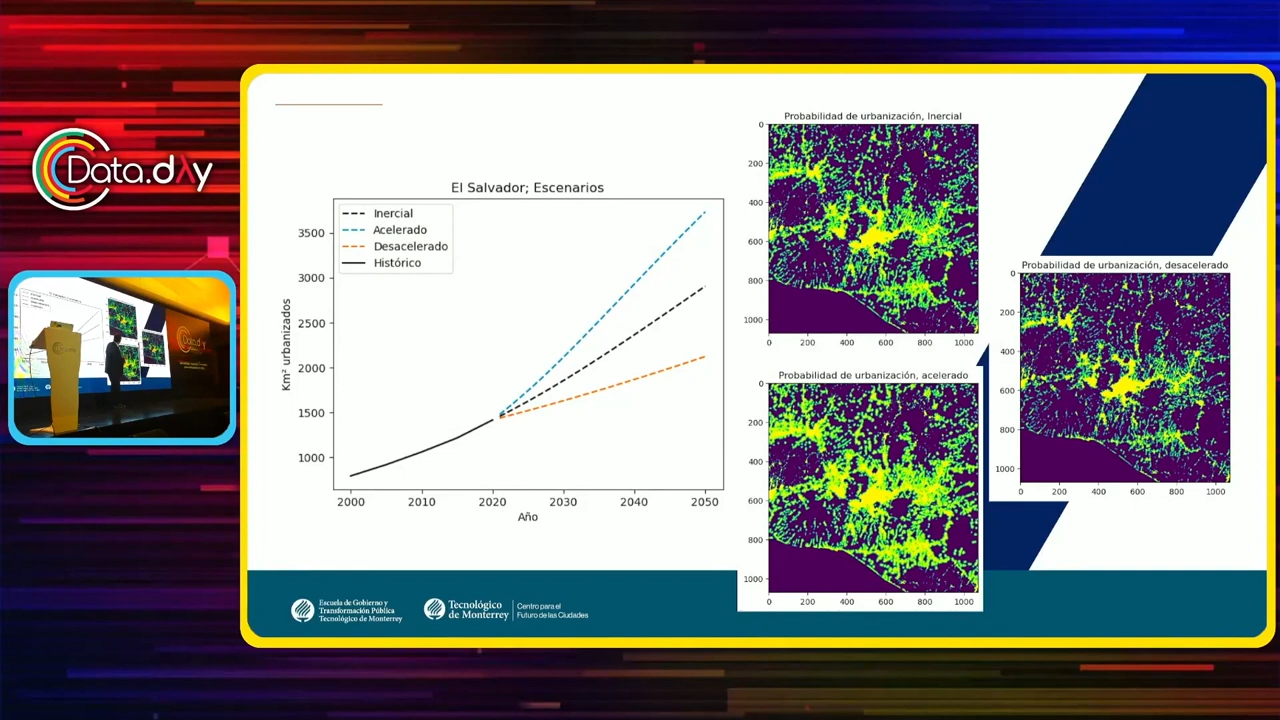 Data.day
El Salvador; Escenarios
Inercial
Acelerado
Desacelerado
Histórico
Km² urbanizados
3500
3000
2500
2000
1500
1000
2000 2010 2020 2030 2040 2050
Año
Probabilidad de urbanización, Inercial
0
200
400
600
800
1000
0 200 400 600 800 1000
Probabilidad de urbanización, desacelerado
0
200
400
600
800
1000
0 200 400 600 800 1000
Probabilidad de urbanización, acelerado
0
200
400
600
800
1000
0 200 400 600 800 1000
Escuela de Gobierno y
Transformación Pública
Tecnológico de Monterrey
Tecnológico
de Monterrey
Centro para el
Futuro de las Ciudades